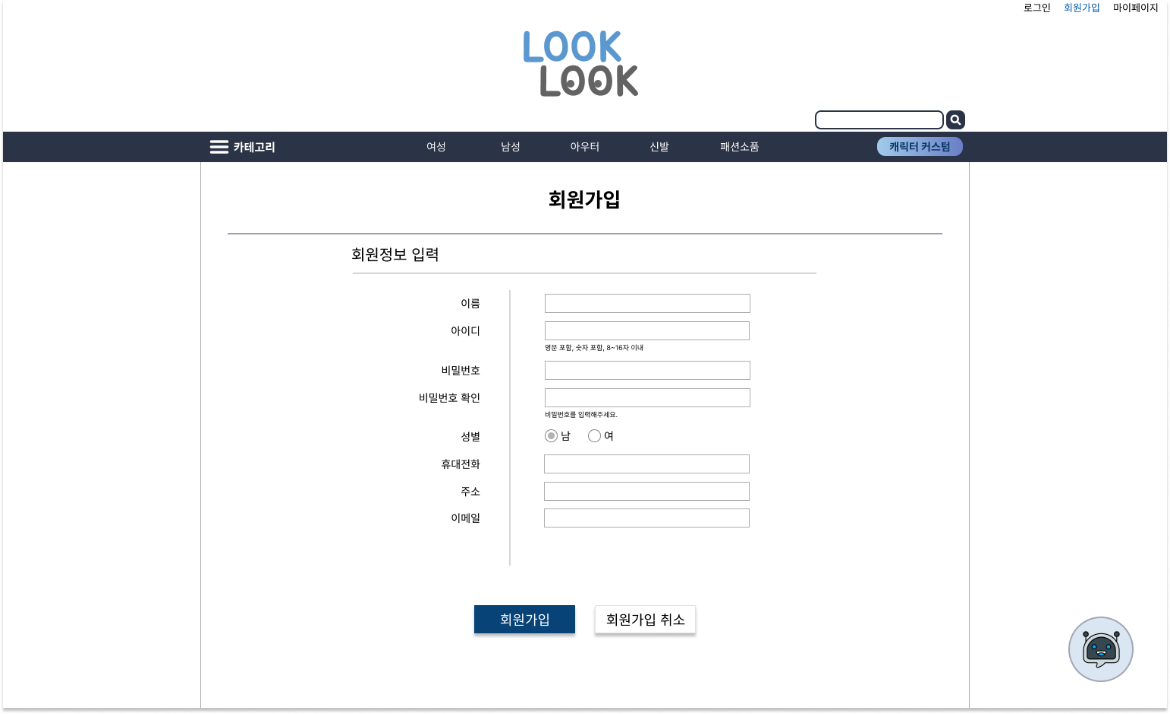 로그인 회원가입 마이페이지
LOOK
LOOK
카테고리 여성 남성 아우터 신발 패션소품 캐릭터 커스텀
회원가입
회원정보 입력
이름
아이디
영문 포함, 숫자 포함, 8~16자 이내
비밀번호
비밀번호 확인
비밀번호를 입력해주세요.
성별 남 여
휴대전화
주소
이메일
회원가입 회원가입 취소